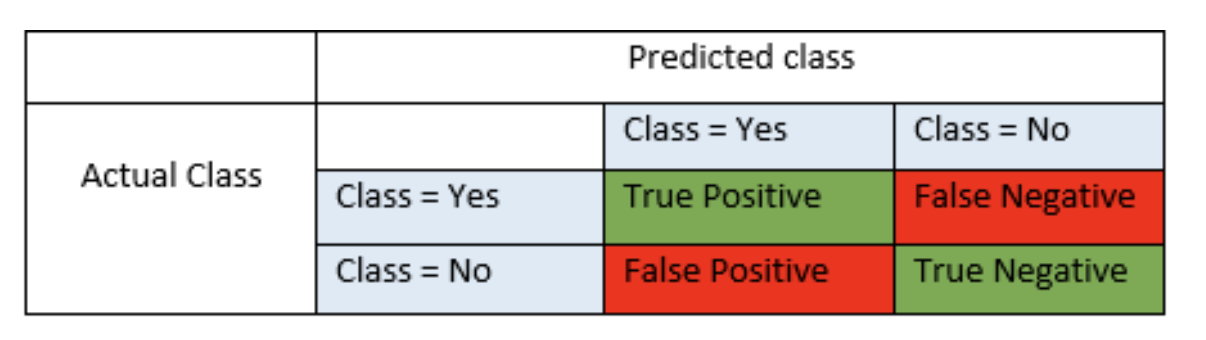 Predicted class
Actual Class
Class = Yes
Class = No
Class = Yes
True Positive
False Negative
Class = No
False Positive
True Negative